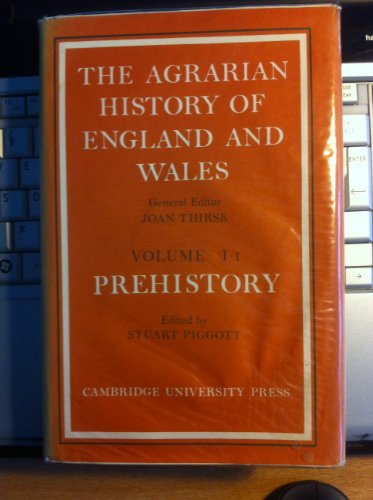 THE AGRARIAN
HISTORY OF
ENGLAND AND
WALES
General Editor
JOAN THIRSK
VOLUME · I·1
PREHISTORY
Edited by
STUART PIGGOTT
CAMBRIDGE UNIVERSITY PRESS